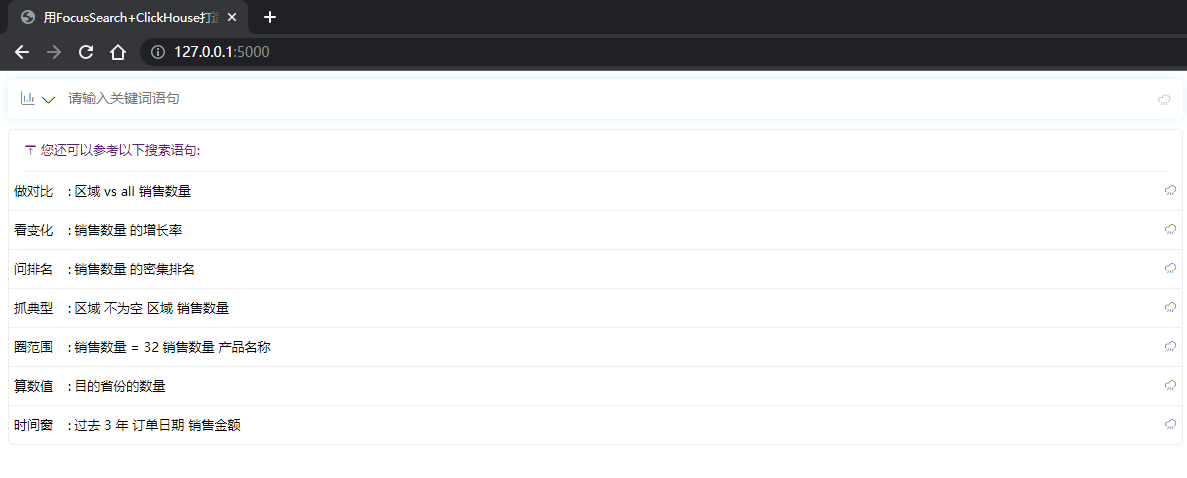 用FocusSearch+ClickHouse打造
127.0.0.1:5000
请输入关键词语句
您还可以参考以下搜索语句:
做对比 : 区域 vs all 销售数量
看变化 : 销售数量 的增长率
问排名 : 销售数量 的密集排名
抓典型 : 区域 不为空 区域 销售数量
圈范围 : 销售数量 = 32 销售数量 产品名称
算数值 : 目的省份的数量
时间窗 : 过去 3 年 订单日期 销售金额